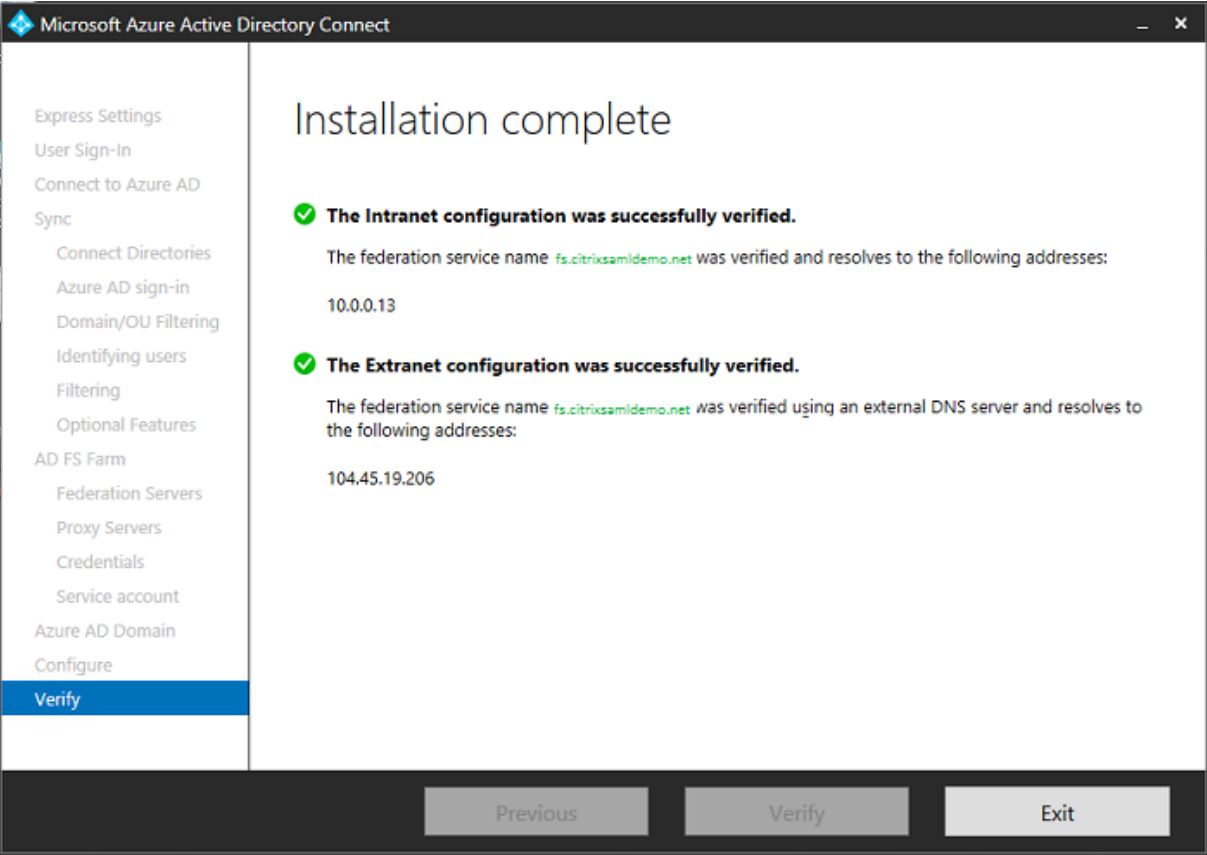 Microsoft Azure Active Directory Connect
Express Settings
User Sign-In
Connect to Azure AD
Sync
Connect Directories
Azure AD sign-in
Domain/OU Filtering
Identifying users
Filtering
Optional Features
AD FS Farm
Federation Servers
Proxy Servers
Credentials
Service account
Azure AD Domain
Configure
Verify
Installation complete
The Intranet configuration was successfully verified.
The federation service name fs.citrixsamldemo.net was verified and resolves to the following addresses:
10.0.0.13
The Extranet configuration was successfully verified.
The federation service name fs.citrixsamldemo.net was verified using an external DNS server and resolves to
the following addresses:
104.45.19.206
Previous
Verify
Exit